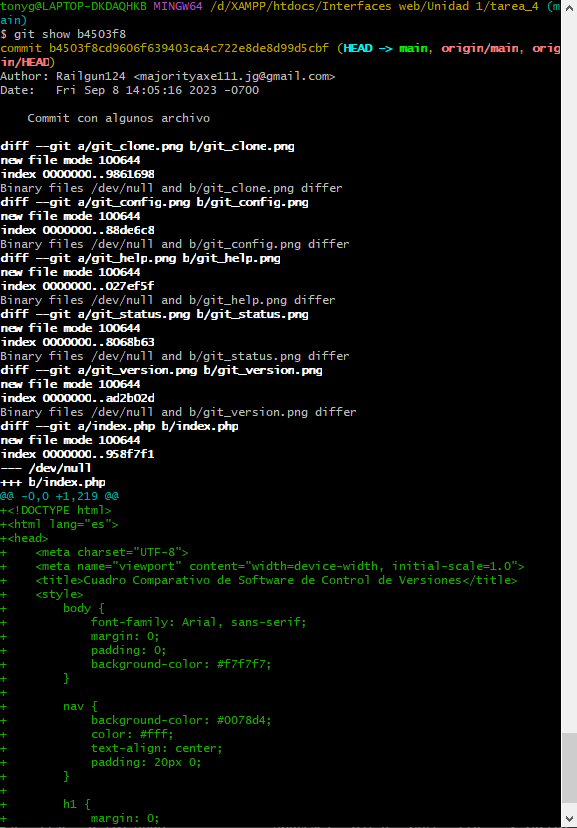 tonyg@LAPTOP-DKDAQHKB MINGW64 /d/XAMPP/htdocs/Interfaces web/Unidad 1/tarea_4 (m
ain)
$ git show b4503f8
commit b4503f8cd9606f639403ca4c722e8de8d99d5cbf (HEAD -> main, origin/main, orig
in/HEAD)
Author: Railgun124 <majorityaxe111.jg@gmail.com>
Date:   Fri Sep 8 14:05:16 2023 -0700

    Commit con algunos archivo

diff --git a/git_clone.png b/git_clone.png
new file mode 100644
index 0000000..9861698
Binary files /dev/null and b/git_clone.png differ
diff --git a/git_config.png b/git_config.png
new file mode 100644
index 0000000..88de6c8
Binary files /dev/null and b/git_config.png differ
diff --git a/git_help.png b/git_help.png
new file mode 100644
index 0000000..027ef5f
Binary files /dev/null and b/git_help.png differ
diff --git a/git_status.png b/git_status.png
new file mode 100644
index 0000000..8068b63
Binary files /dev/null and b/git_status.png differ
diff --git a/git_version.png b/git_version.png
new file mode 100644
index 0000000..ad2b02d
Binary files /dev/null and b/git_version.png differ
diff --git a/index.php b/index.php
new file mode 100644
index 0000000..958f7f1
--- /dev/null
+++ b/index.php
@@ -0,0 +1,219 @@
+<!DOCTYPE html>
+<html lang="es">
+<head>
+    <meta charset="UTF-8">
+    <meta name="viewport" content="width=device-width, initial-scale=1.0">
+    <title>Cuadro Comparativo de Software de Control de Versiones</title>
+    <style>
+        body {
+            font-family: Arial, sans-serif;
+            margin: 0;
+            padding: 0;
+            background-color: #f7f7f7;
+        }
+
+        nav {
+            background-color: #0078d4;
+            color: #fff;
+            text-align: center;
+            padding: 20px 0;
+        }
+
+        h1 {
+            margin: 0;